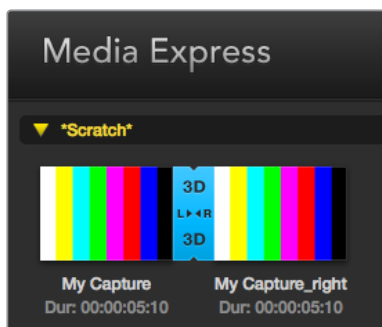 Media Express
*Scratch*
3D
L R
3D
My Capture My Capture_right
Dur: 00:00:05:10 Dur: 00:00:05:10